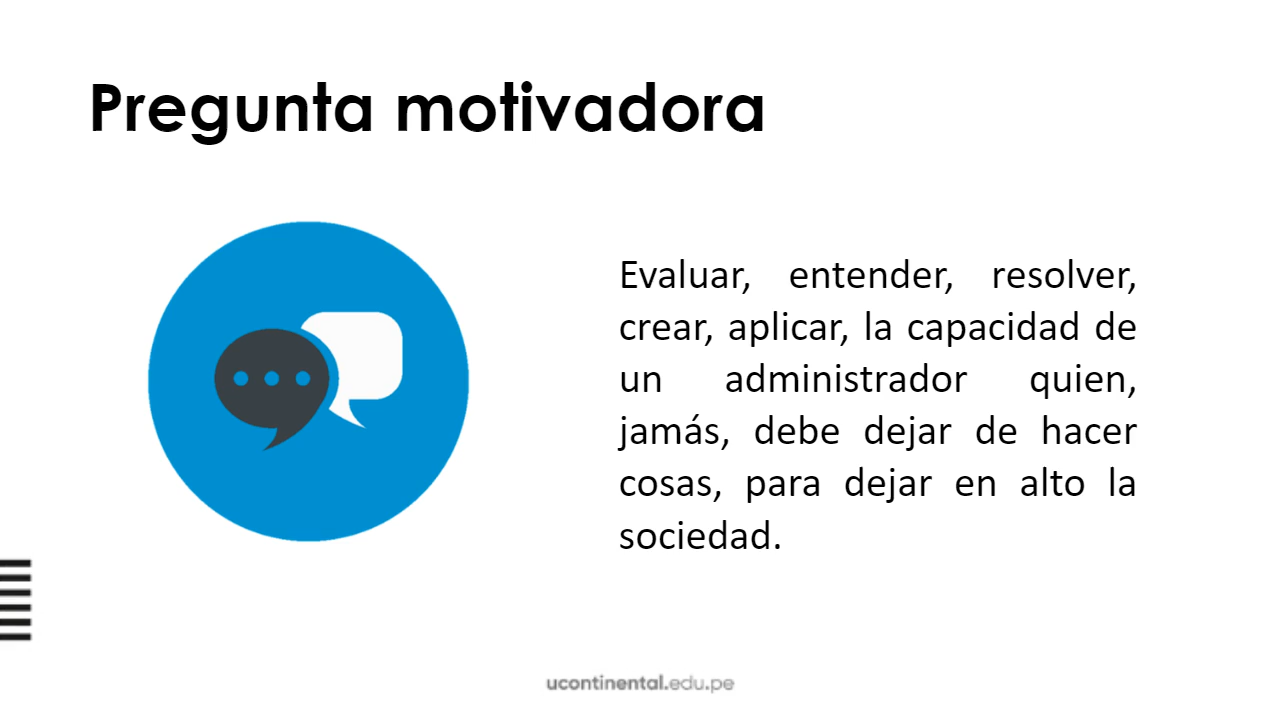 Pregunta motivadora
Evaluar, entender, resolver,
crear, aplicar, la capacidad de
un administrador quien,
jamás, debe dejar de hacer
cosas, para dejar en alto la
sociedad.
ucontinental.edu.pe